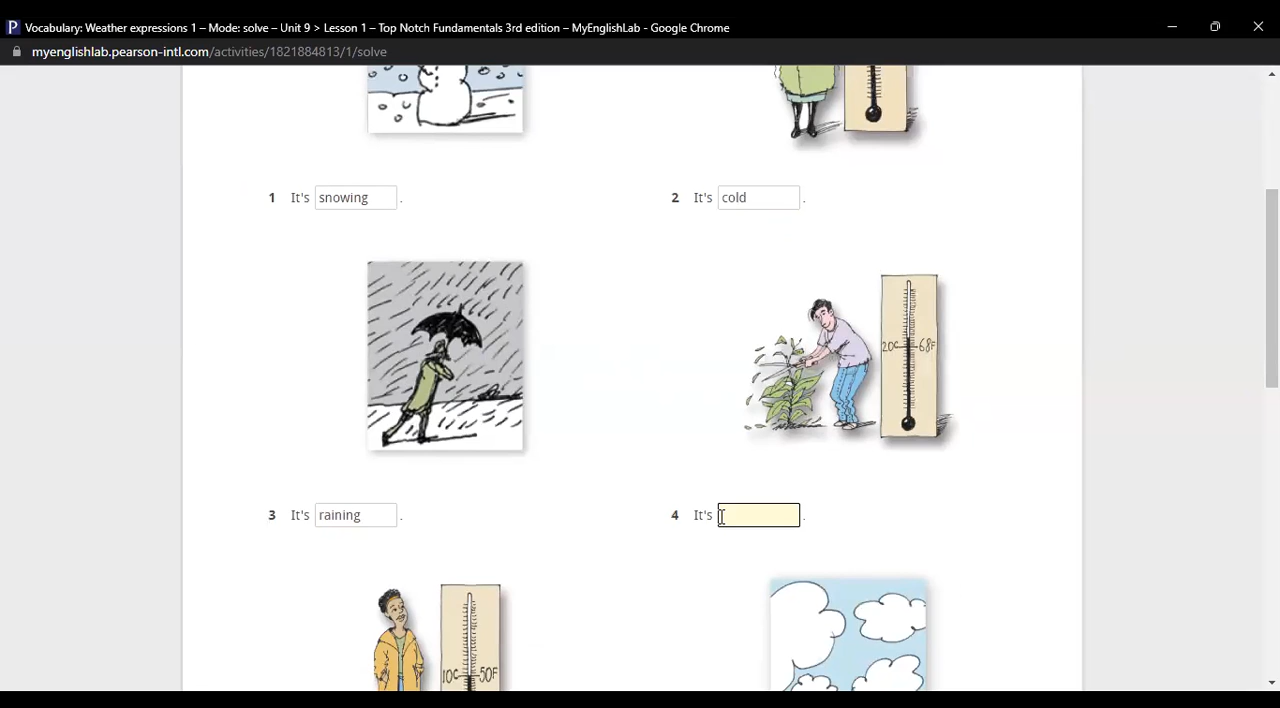 Vocabulary: Weather expressions 1 – Mode: solve – Unit 9 > Lesson 1 – Top Notch Fundamentals 3rd edition – MyEnglishLab - Google Chrome
myenglishlab.pearson-intl.com/activities/1821884813/1/solve
1 It's snowing .
2 It's cold .
20C 68F
3 It's raining .
4 It's .
10C 50F